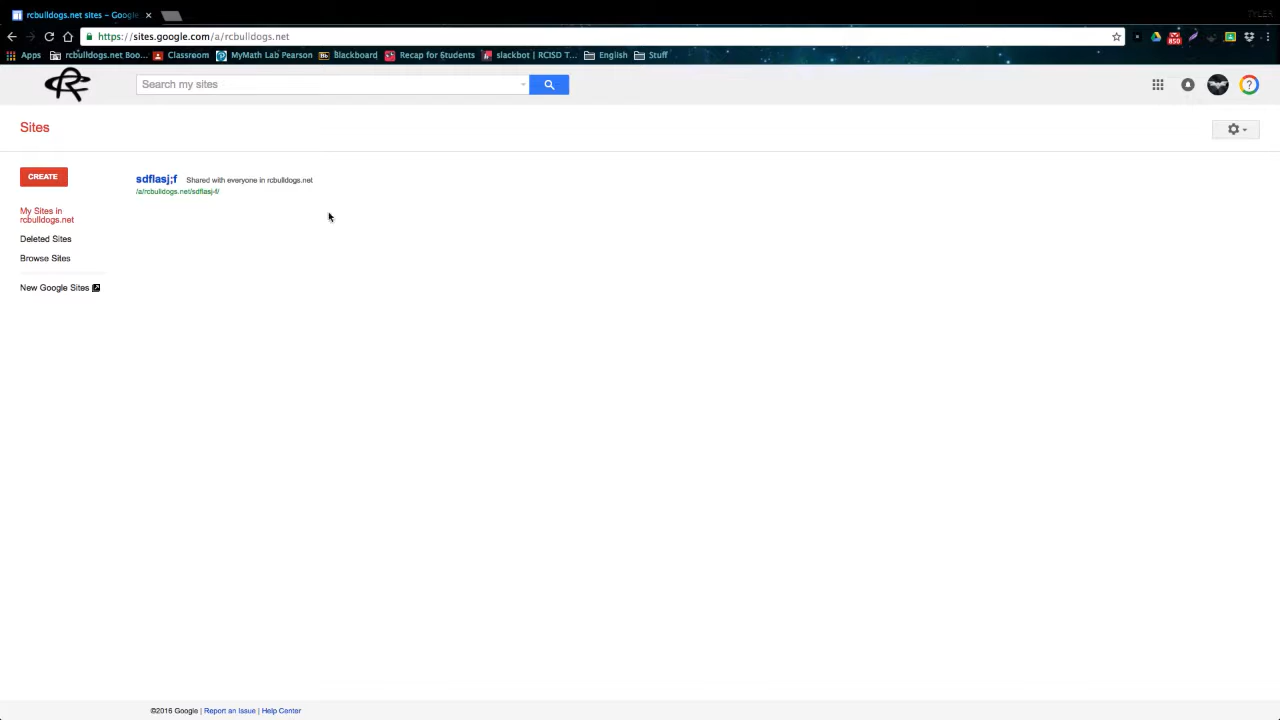 rcbulldogs.net sites – Google
https://sites.google.com/a/rcbulldogs.net
Apps rcbulldogs.net Boo... Classroom MyMath Lab Pearson Blackboard Recap for Students slackbot | RCISD T... English Stuff
850
Search my sites
Sites
CREATE
sdflasj;f Shared with everyone in rcbulldogs.net
/a/rcbulldogs.net/sdflasj-f/
My Sites in
rcbulldogs.net
Deleted Sites
Browse Sites
New Google Sites
©2016 Google | Report an Issue | Help Center